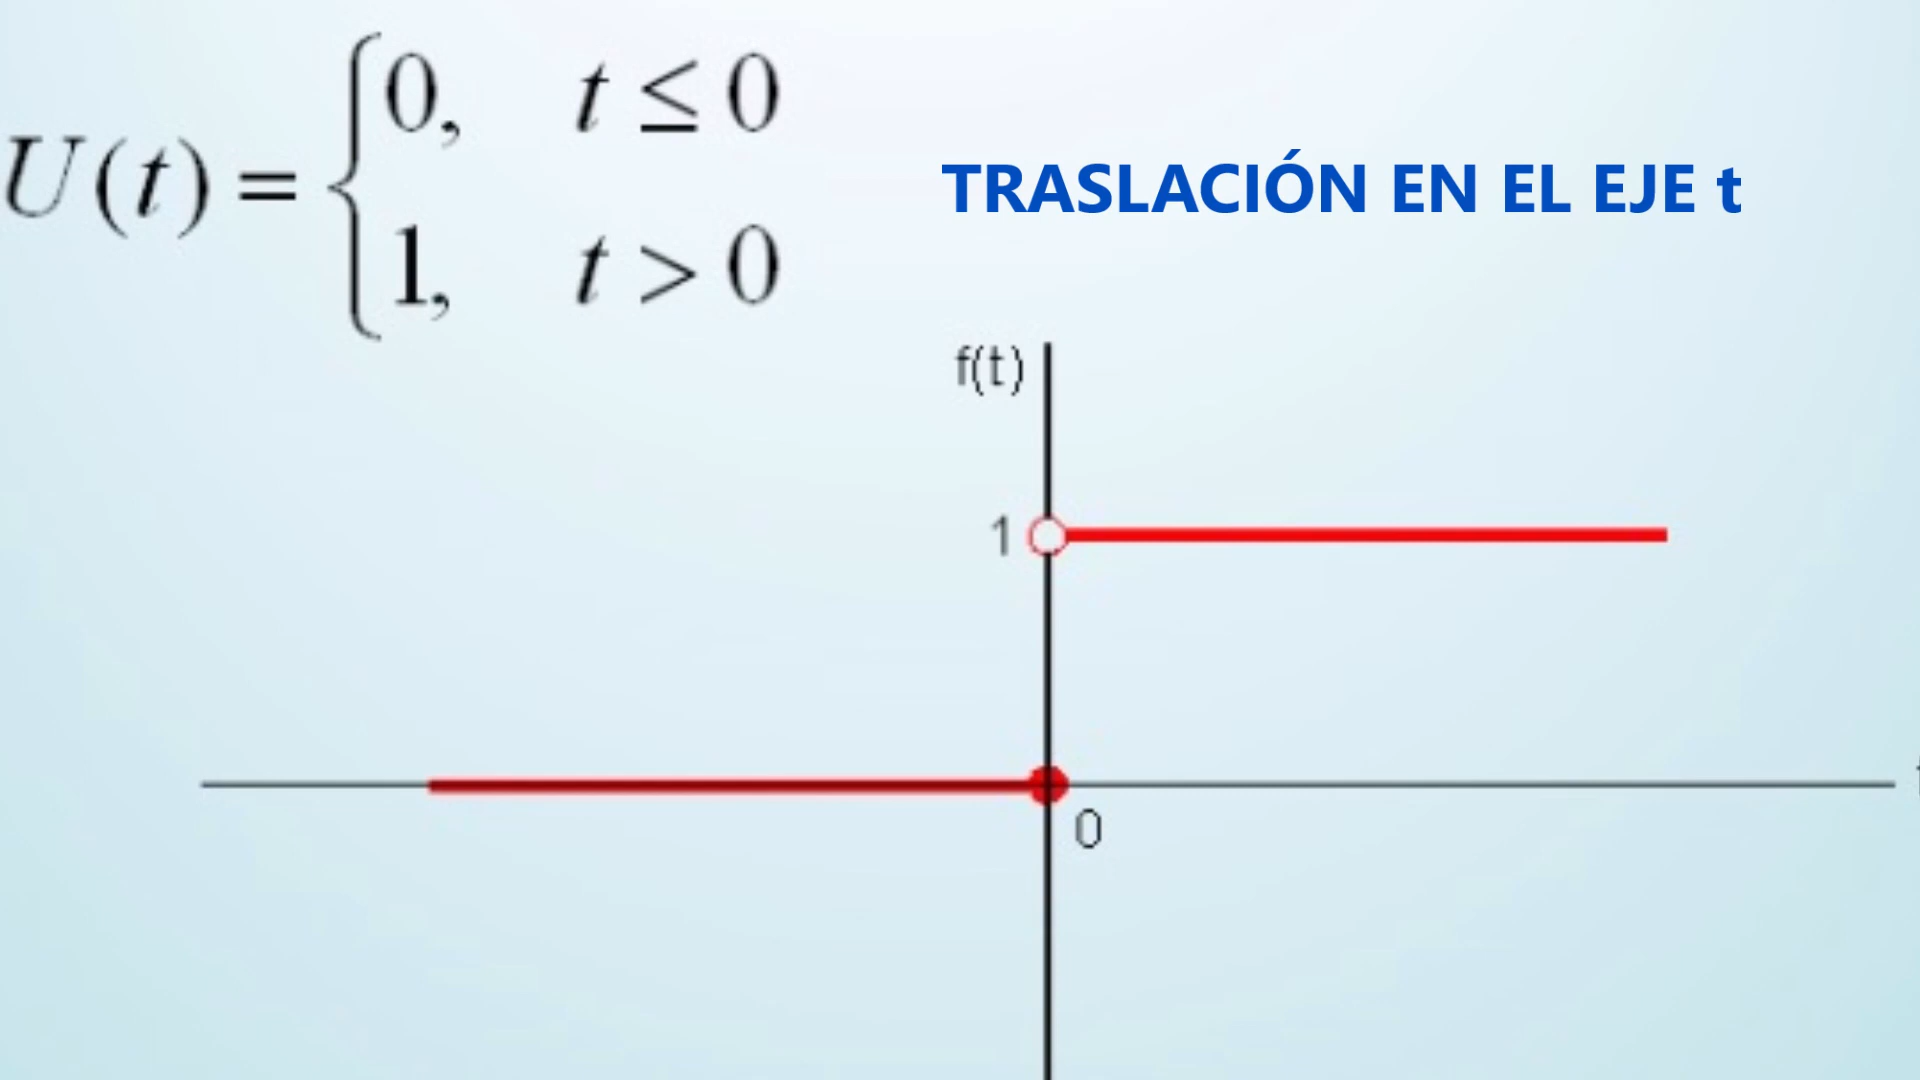 U(t) = { 0, t ≤ 0
1, t > 0
TRASLACIÓN EN EL EJE t
f(t)
1
0